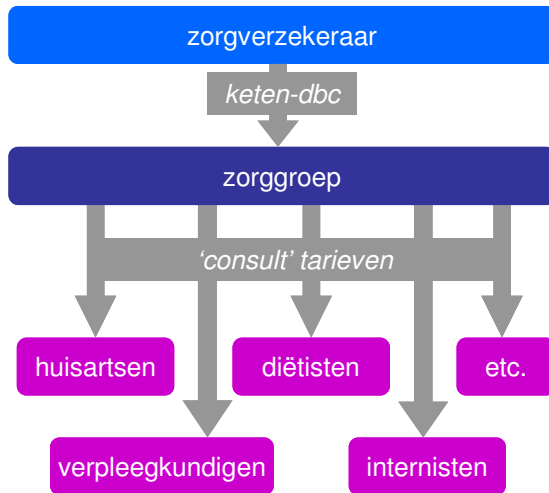 zorgverzekeraar
keten-dbc
zorggroep
‘consult’ tarieven
huisartsen
diëtisten
etc.
verpleegkundigen
internisten